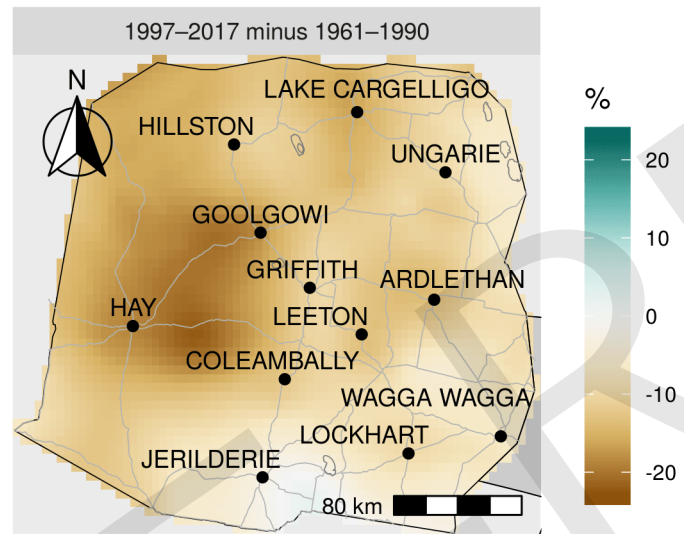 1997–2017 minus 1961–1990
N
LAKE CARGELLIGO
HILLSTON
UNGARIE
GOOLGOWI
GRIFFITH
ARDLETHAN
HAY
LEETON
COLEAMBALLY
WAGGA WAGGA
LOCKHART
JERILDERIE
80 km
%
20
10
0
-10
-20